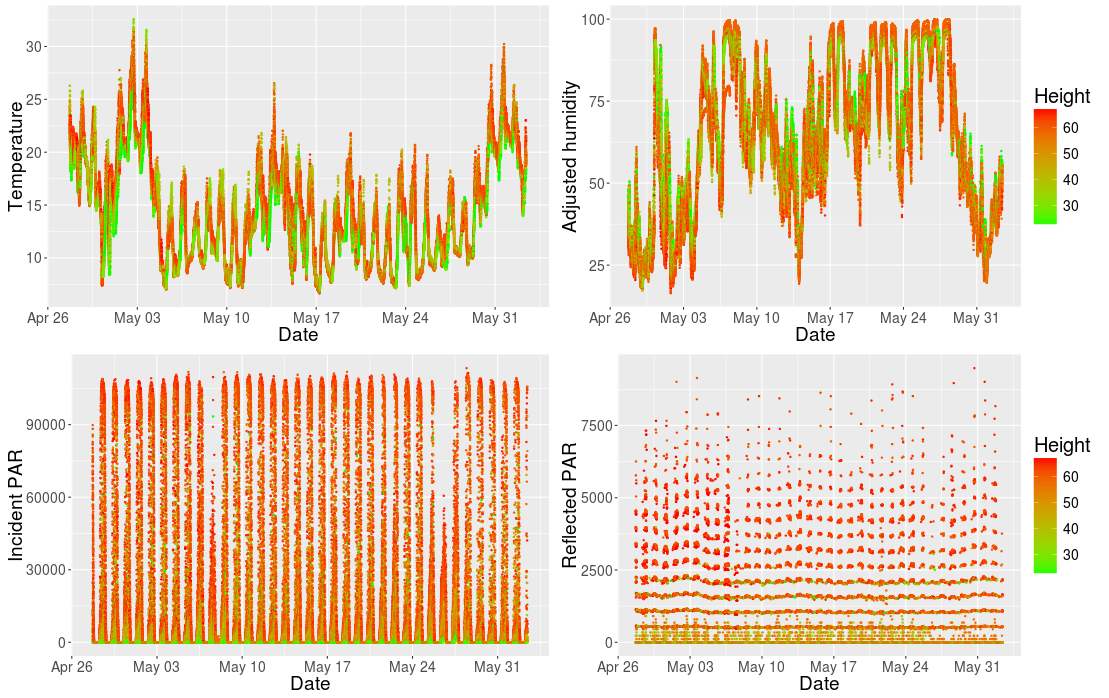 Temperature
30
25
20
15
10
Apr 26 May 03 May 10 May 17 May 24 May 31
Date
Adjusted humidity
100
75
50
25
Apr 26 May 03 May 10 May 17 May 24 May 31
Date
Height
60
50
40
30
Incident PAR
90000
60000
30000
0
Apr 26 May 03 May 10 May 17 May 24 May 31
Date
Reflected PAR
7500
5000
2500
0
Apr 26 May 03 May 10 May 17 May 24 May 31
Date
Height
60
50
40
30